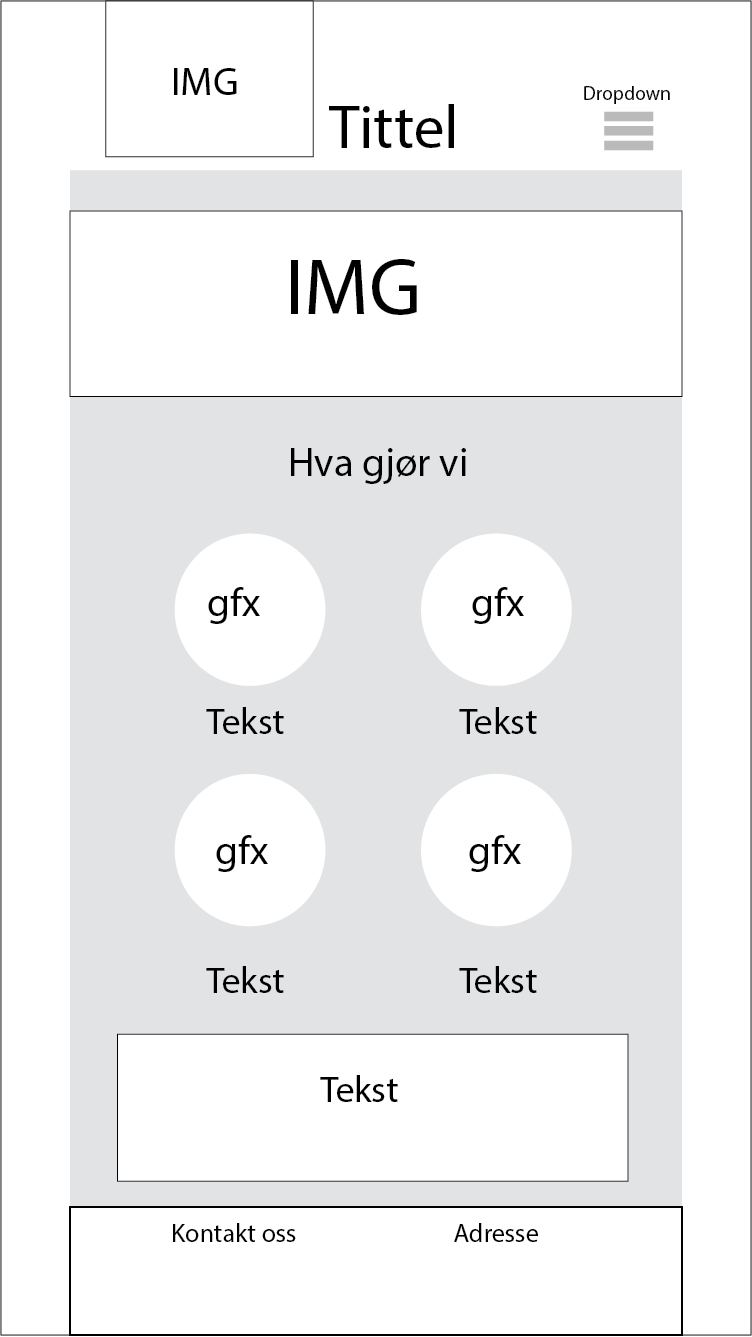 IMG
Tittel
Dropdown
IMG
Hva gjør vi
gfx
gfx
Tekst
Tekst
gfx
gfx
Tekst
Tekst
Tekst
Kontakt oss
Adresse